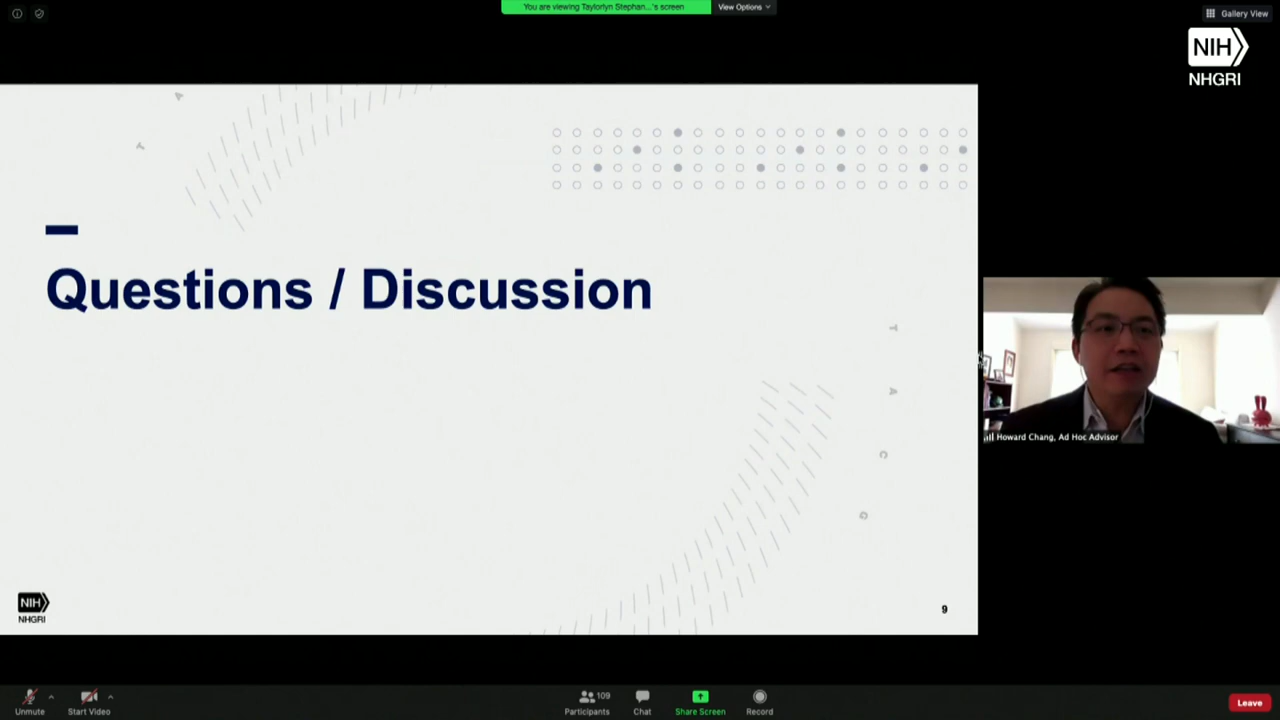 You are viewing Taylorlyn Stephan...'s screen
View Options
Gallery View
NIH
NHGRI
A
T
Questions / Discussion
T
A
C
G
Howard Chang, Ad Hoc Advisor
NIH
NHGRI
9
Unmute
Start Video
109
Participants
Chat
Share Screen
Record
Leave